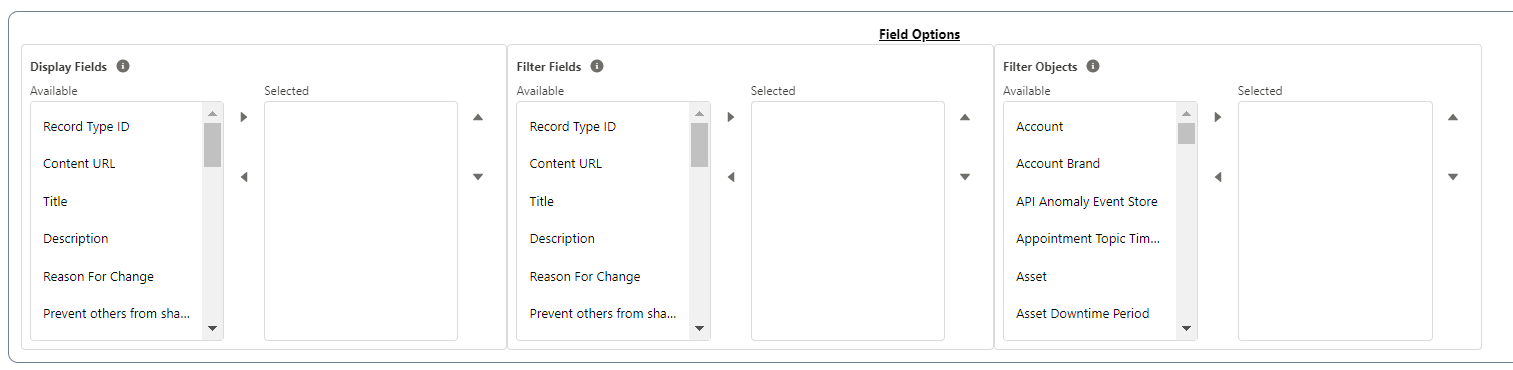 Field Options
Display Fields
Available
Selected
Record Type ID
Content URL
Title
Description
Reason For Change
Prevent others from sha...
Filter Fields
Available
Selected
Record Type ID
Content URL
Title
Description
Reason For Change
Prevent others from sha...
Filter Objects
Available
Selected
Account
Account Brand
API Anomaly Event Store
Appointment Topic Tim...
Asset
Asset Downtime Period